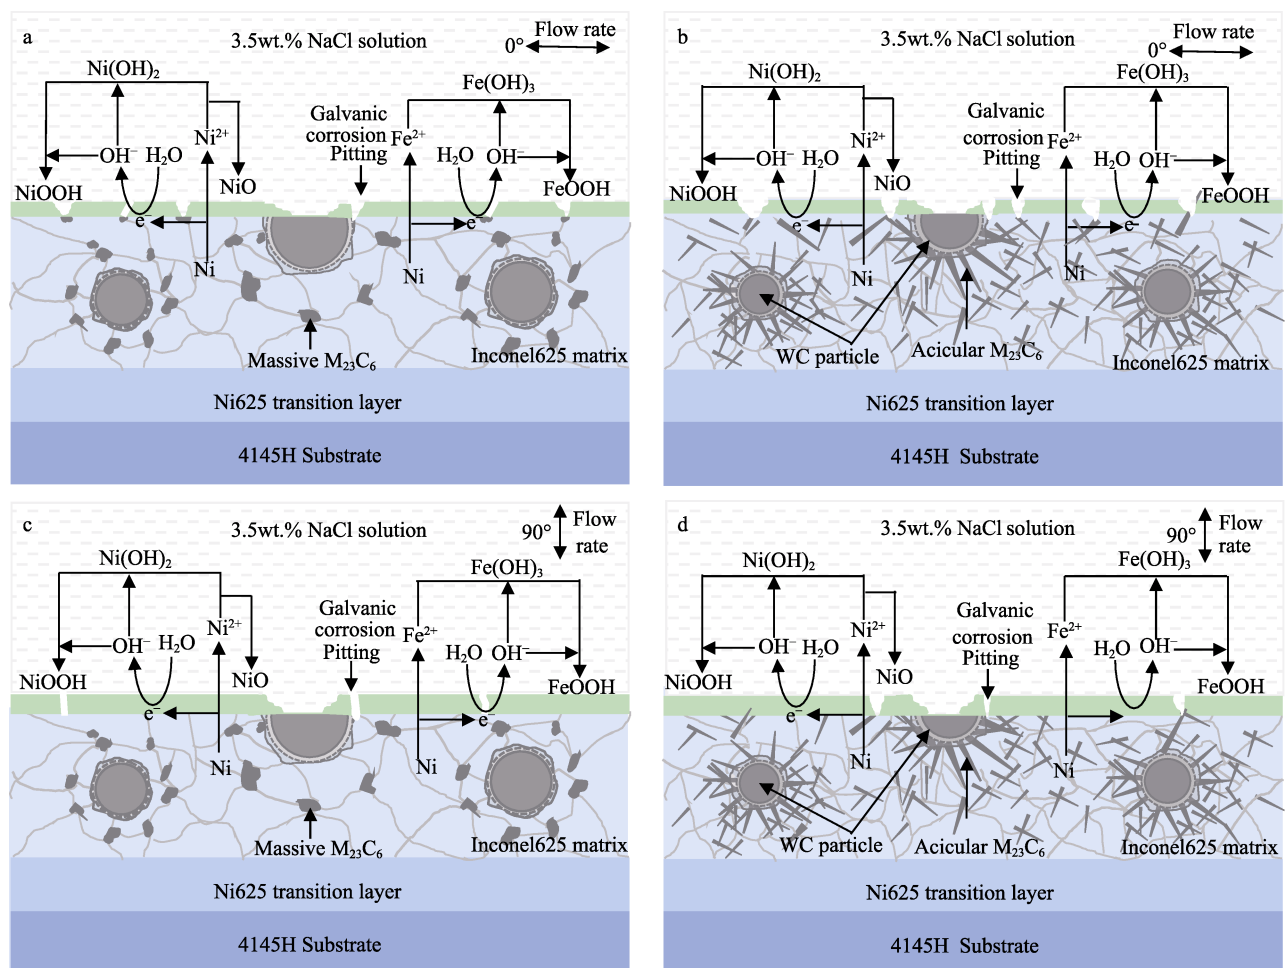 a
3.5wt.% NaCl solution
Flow rate
0°
Ni(OH)₂
Fe(OH)₃
Galvanic
corrosion
Pitting
Ni²⁺
Fe²⁺
OH⁻
H₂O
H₂O
OH⁻
NiOOH
NiO
FeOOH
e⁻
e⁻
Ni
Ni
Massive M₂₃C₆
Inconel625 matrix
Ni625 transition layer
4145H Substrate
b
3.5wt.% NaCl solution
Flow rate
0°
Ni(OH)₂
Fe(OH)₃
Galvanic
corrosion
Pitting
Ni²⁺
Fe²⁺
OH⁻
H₂O
H₂O
OH⁻
NiOOH
NiO
FeOOH
e⁻
e⁻
Ni
Ni
WC particle
Acicular M₂₃C₆
Inconel625 matrix
Ni625 transition layer
4145H Substrate
c
3.5wt.% NaCl solution
90°
Flow
rate
Ni(OH)₂
Fe(OH)₃
Galvanic
corrosion
Pitting
Ni²⁺
Fe²⁺
OH⁻
H₂O
H₂O
OH⁻
NiOOH
NiO
FeOOH
e⁻
e⁻
Ni
Ni
Massive M₂₃C₆
Inconel625 matrix
Ni625 transition layer
4145H Substrate
d
3.5wt.% NaCl solution
90°
Flow
rate
Ni(OH)₂
Fe(OH)₃
Galvanic
corrosion
Pitting
Ni²⁺
Fe²⁺
OH⁻
H₂O
H₂O
OH⁻
NiOOH
NiO
FeOOH
e⁻
Ni
Ni
WC particle
Acicular M₂₃C₆
Inconel625 matrix
Ni625 transition layer
4145H Substrate